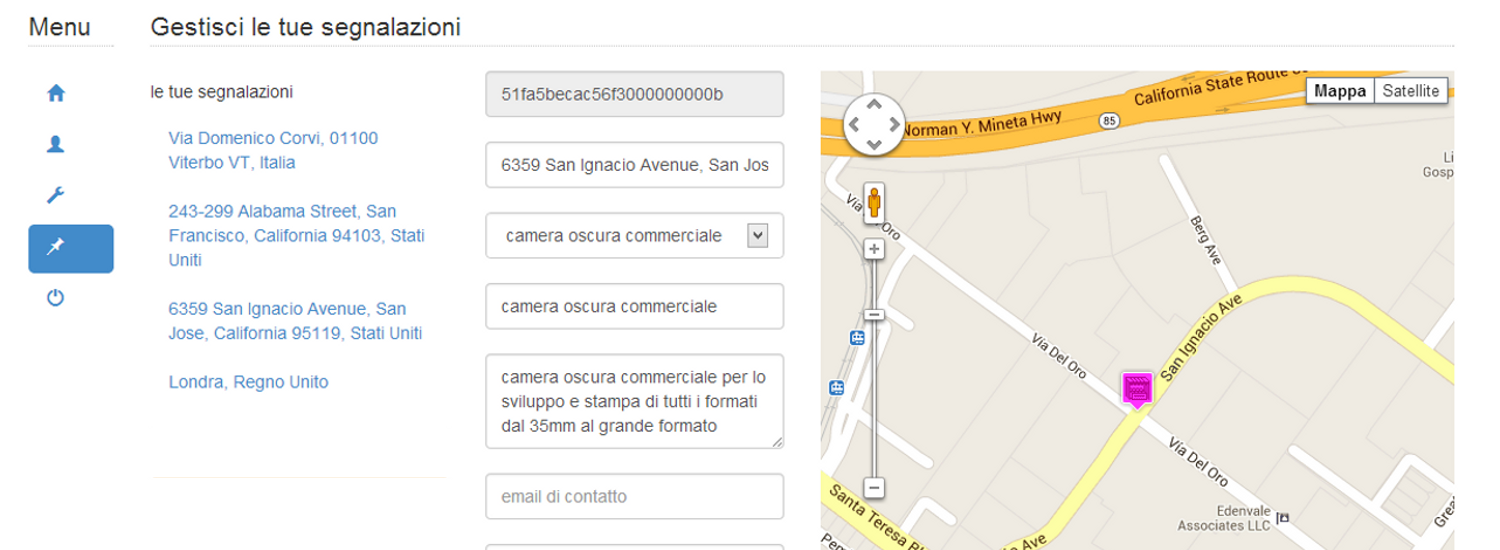 Menu
Gestisci le tue segnalazioni
le tue segnalazioni
Via Domenico Corvi, 01100
Viterbo VT, Italia
243-299 Alabama Street, San
Francisco, California 94103, Stati
Uniti
6359 San Ignacio Avenue, San
Jose, California 95119, Stati Uniti
Londra, Regno Unito
51fa5becac56f3000000000b
6359 San Ignacio Avenue, San Jos
camera oscura commerciale
camera oscura commerciale
camera oscura commerciale per lo
sviluppo e stampa di tutti i formati
dal 35mm al grande formato
email di contatto
California State Route
Mappa
Satellite
Norman Y. Mineta Hwy
85
Li
Gosp
Via
Oro
Berg Ave
San Ignacio Ave
Via Del Oro
Via Del Oro
Santa Teresa
Edenvale
Associates LLC
Ave